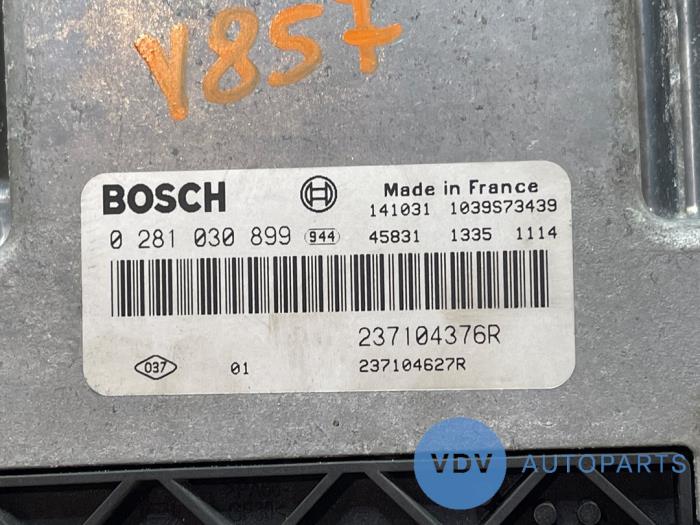 V857
BOSCH
Made in France
141031 1039S73439
0 281 030 899 944 45831 1335 1114
237104376R
037 01 237104627R
VDV AUTOPARTS